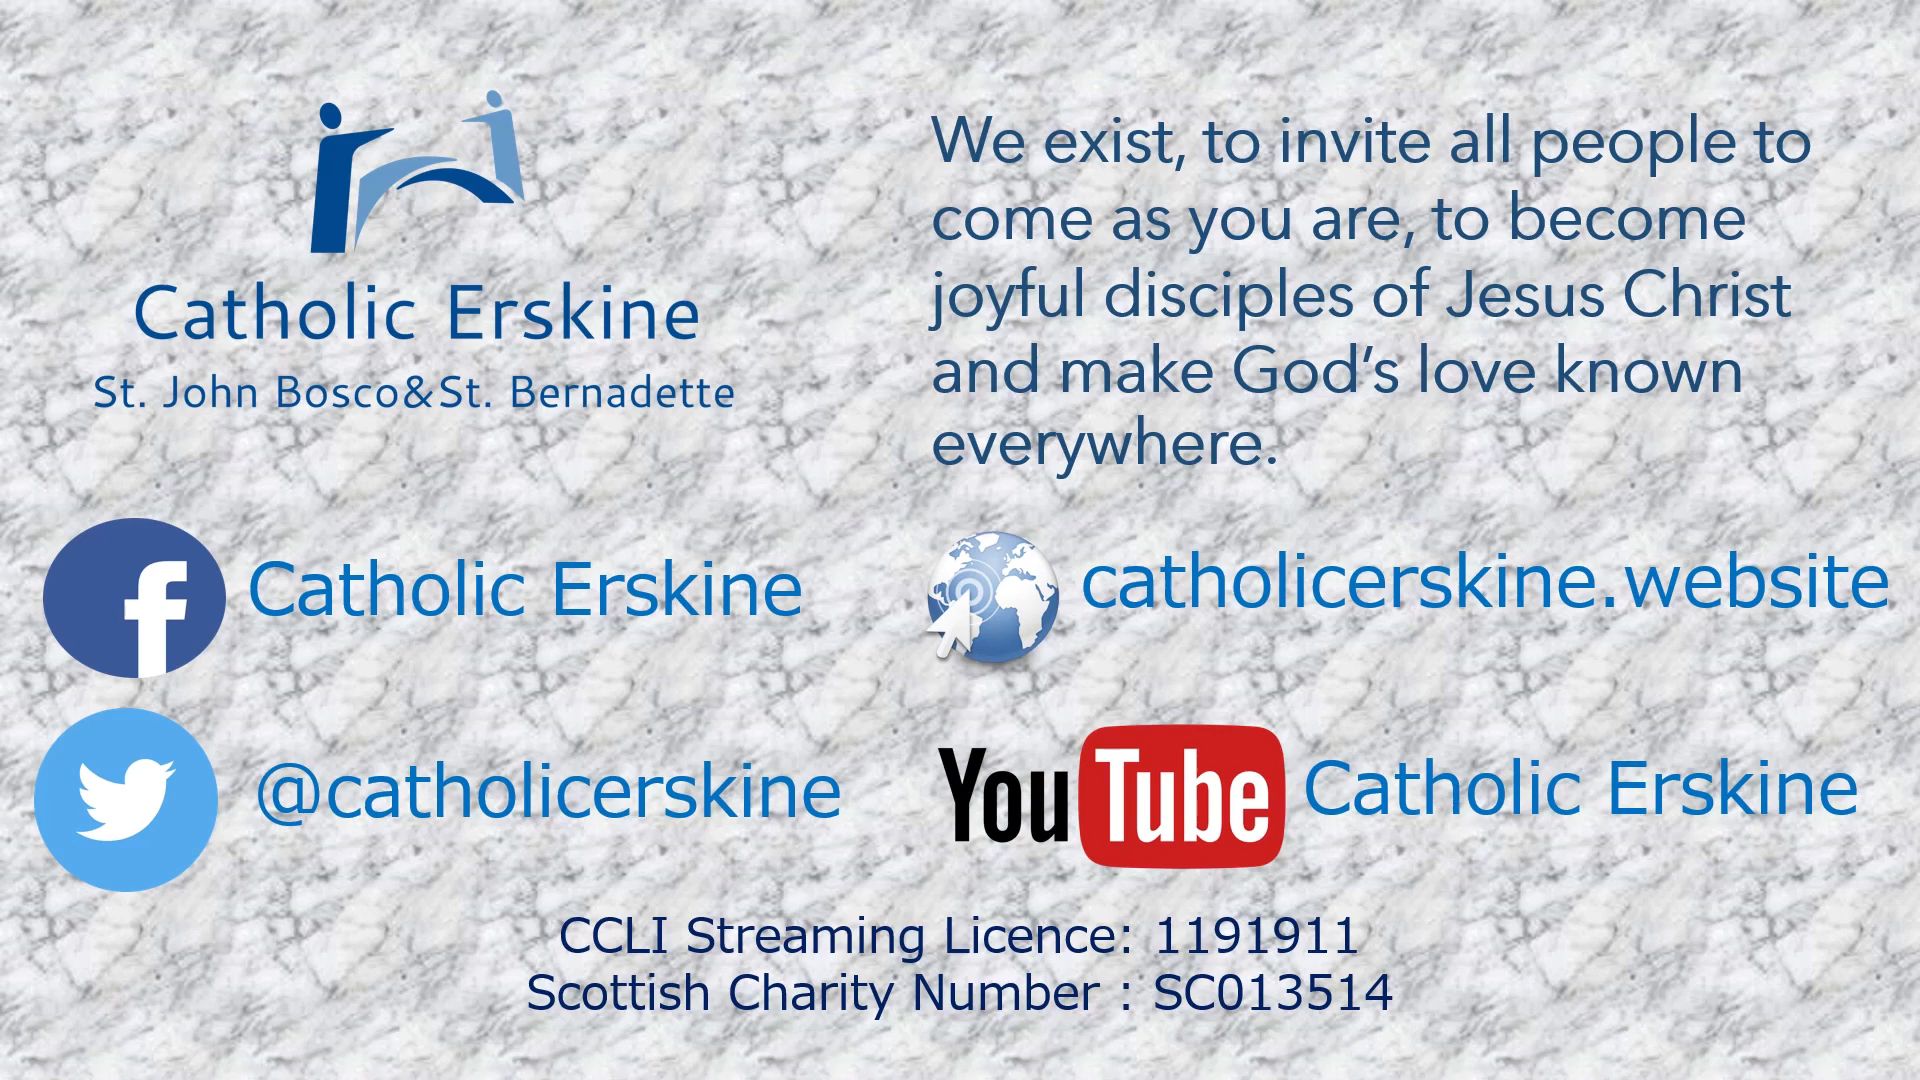 Catholic Erskine
St. John Bosco&St. Bernadette
We exist, to invite all people to
come as you are, to become
joyful disciples of Jesus Christ
and make God’s love known
everywhere.
f Catholic Erskine
catholicerskine.website
@catholicerskine
YouTube Catholic Erskine
CCLI Streaming Licence: 1191911
Scottish Charity Number : SC013514